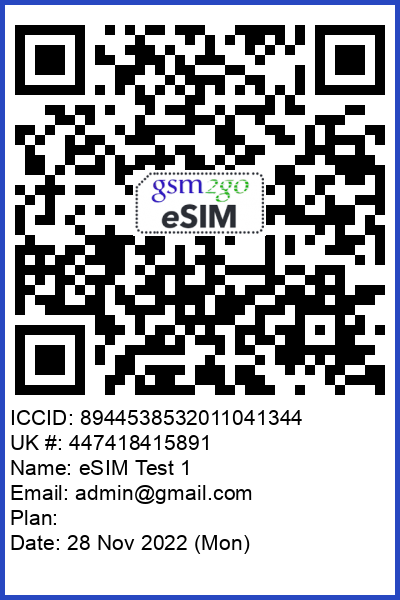 gsm2go
eSIM
ICCID: 8944538532011041344
UK #: 447418415891
Name: eSIM Test 1
Email: admin@gmail.com
Plan:
Date: 28 Nov 2022 (Mon)